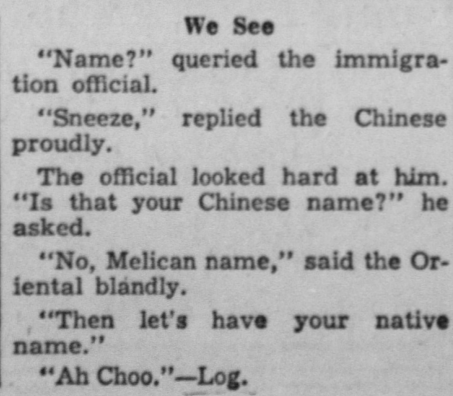 We See
"Name?" queried the immigra-
tion official.
"Sneeze," replied the Chinese
proudly.
The official looked hard at him.
"Is that your Chinese name?" he
asked.
"No, Melican name," said the Or-
iental blandly.
"Then let's have your native
name."
"Ah Choo."—Log.